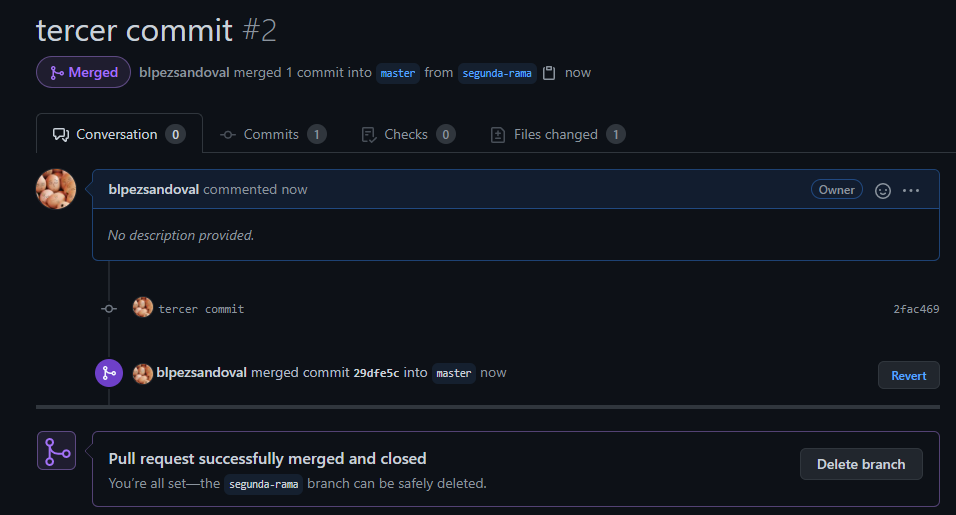 tercer commit #2
Merged blpezsandoval merged 1 commit into master from segunda-rama now
Conversation 0 Commits 1 Checks 0 Files changed 1
blpezsandoval commented now Owner
No description provided.
tercer commit 2fac469
blpezsandoval merged commit 29dfe5c into master now Revert
Pull request successfully merged and closed
You're all set—the segunda-rama branch can be safely deleted.
Delete branch